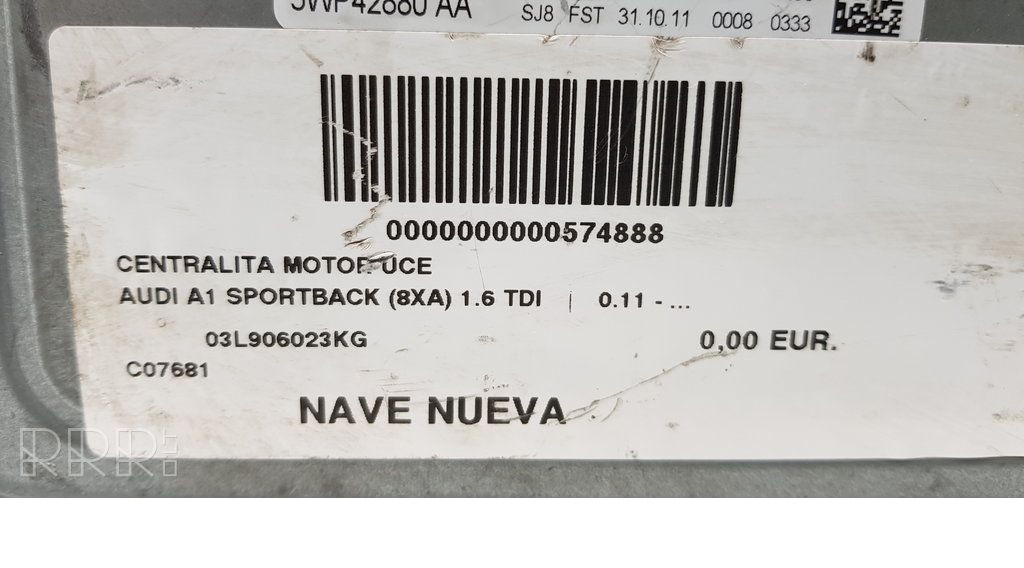 5WP42880 AA SJ8 FST 31.10.11 0008 0333
0000000000574888
CENTRALITA MOTOR UCE
AUDI A1 SPORTBACK (8XA) 1.6 TDI | 0.11 - ...
03L906023KG 0,00 EUR.
C07681
NAVE NUEVA
RRR: